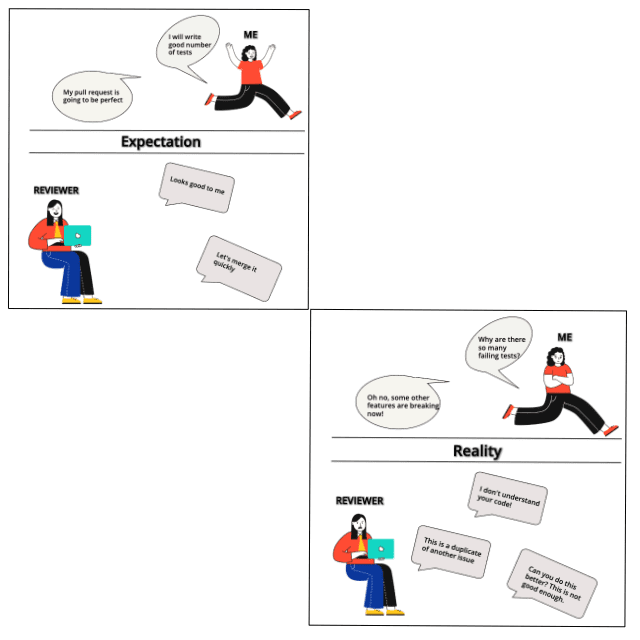 ME
I will write
good number
of tests
My pull request is
going to be perfect
Expectation
REVIEWER
Looks good to me
Let's merge it
quickly
ME
Why are there
so many
failing tests?
Oh no, some other
features are breaking
now!
Reality
REVIEWER
I don't understand
your code!
This is a duplicate
of another issue
Can you do this
better? This is not
good enough.